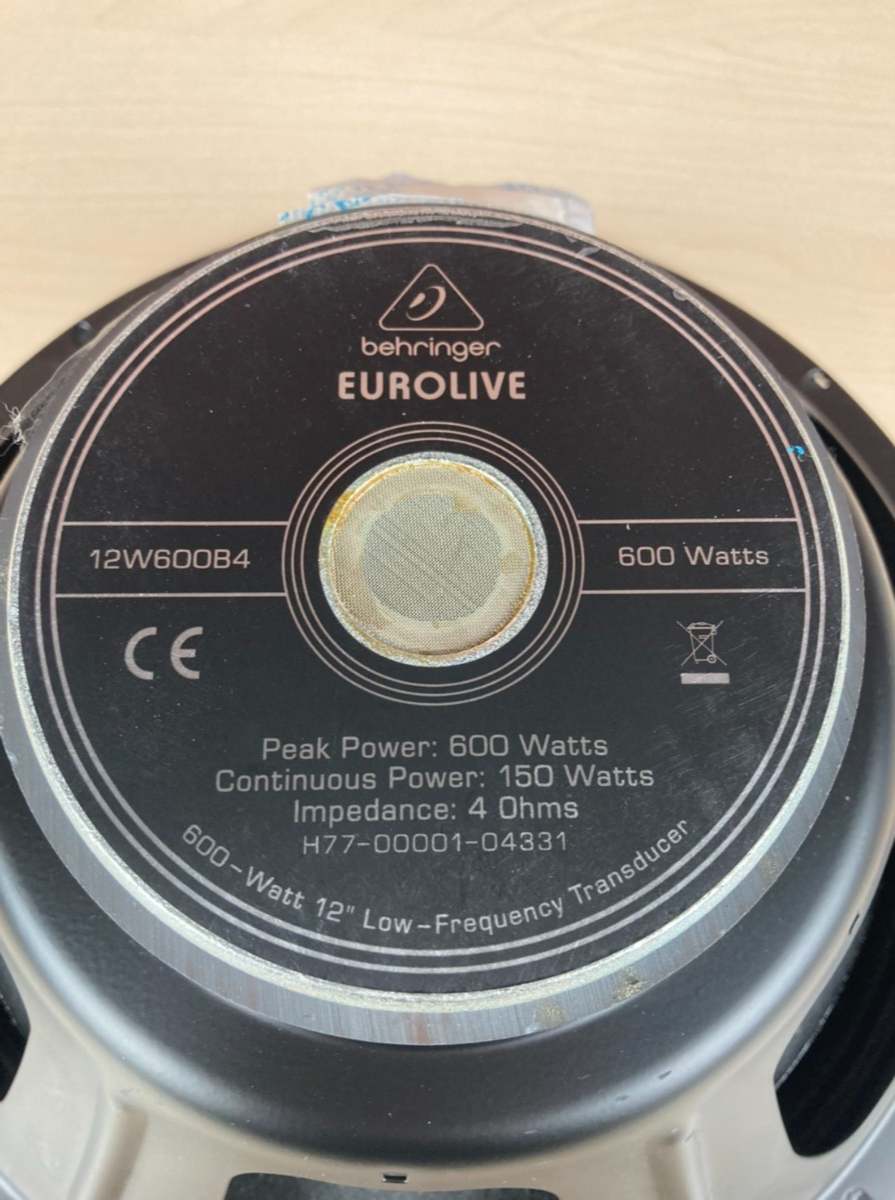 behringer
EUROLIVE
12W600B4
600 Watts
CE
Peak Power: 600 Watts
Continuous Power: 150 Watts
Impedance: 4 Ohms
H77-00001-04331
600-Watt 12" Low-Frequency Transducer